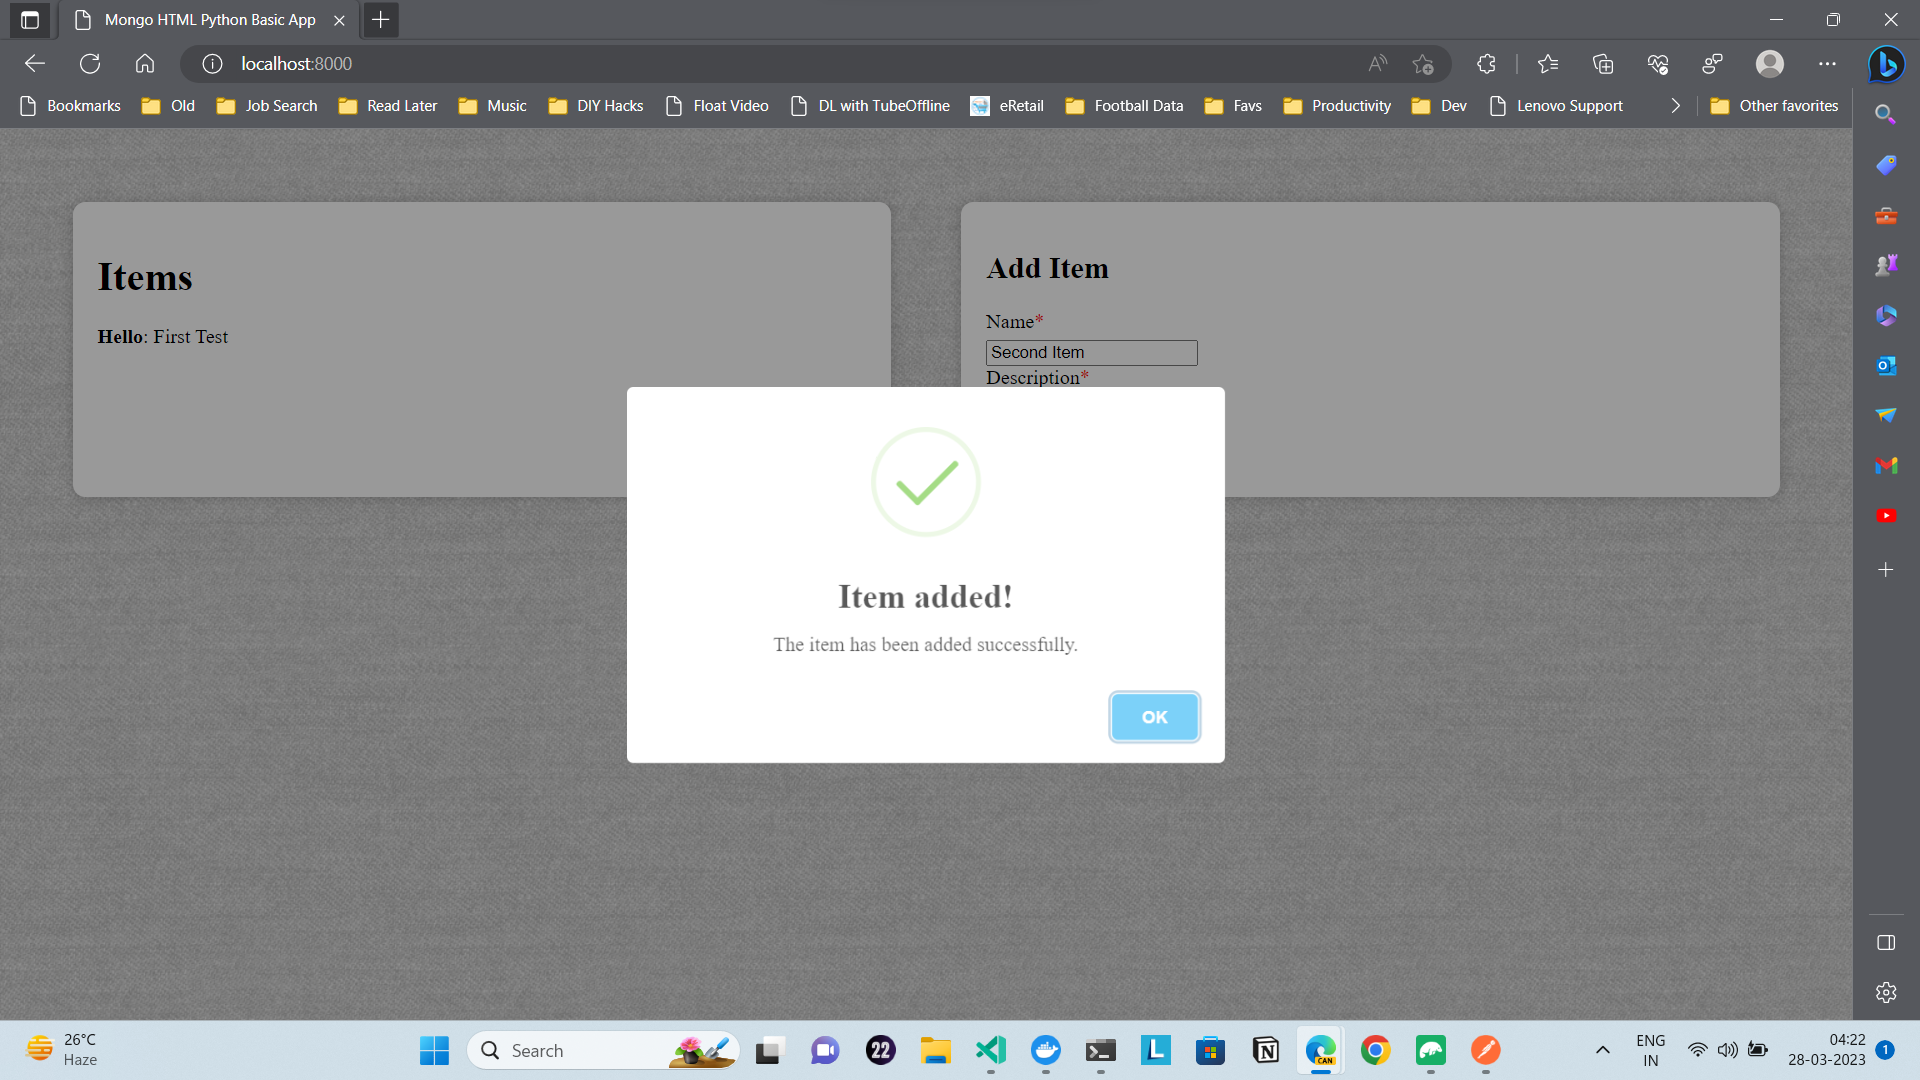 Mongo HTML Python Basic App
localhost:8000
Bookmarks Old Job Search Read Later Music DIY Hacks Float Video DL with TubeOffline eRetail Football Data Favs Productivity Dev Lenovo Support Other favorites
Items
Hello: First Test
Add Item
Name*
Second Item
Description*
Item added!
The item has been added successfully.
OK
26°C
Haze
Search
22
L
CAN
ENG
IN
04:22
28-03-2023
1